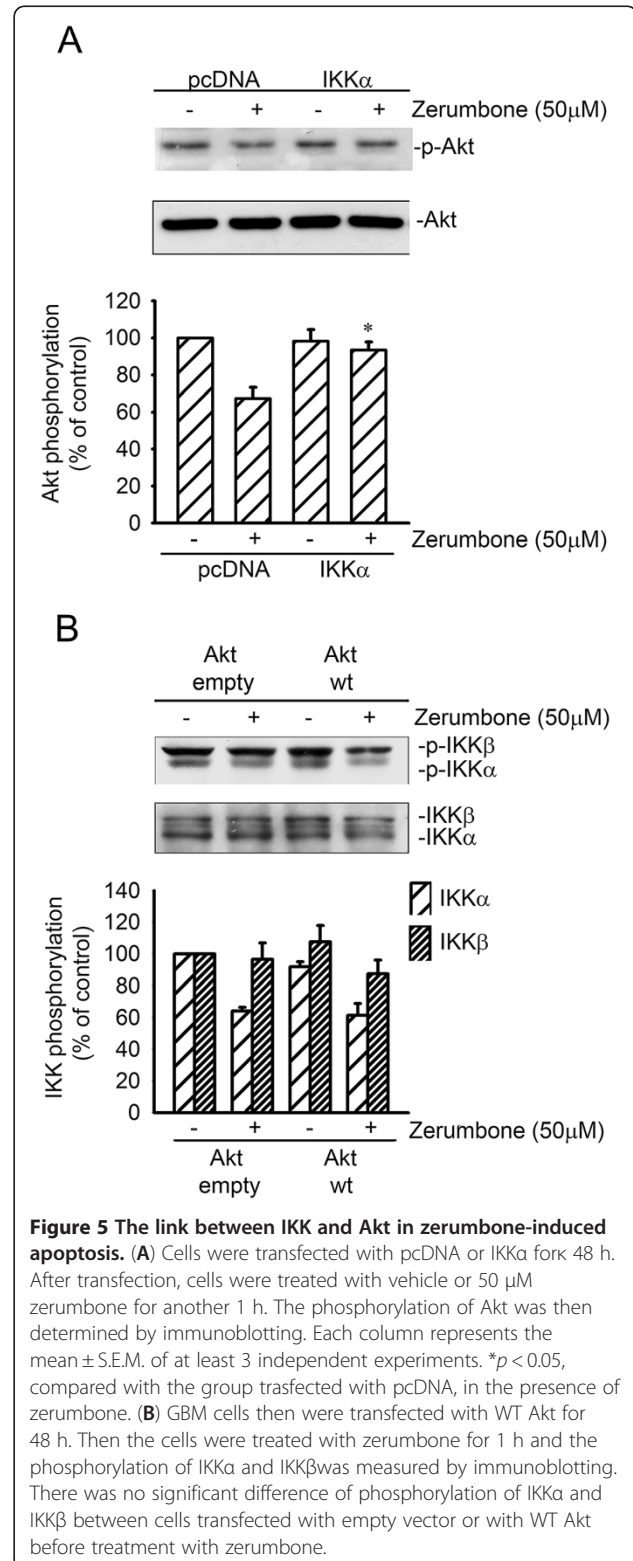 A
pcDNA IKKα
- + - + Zerumbone (50μM)
-p-Akt
-Akt
Akt phosphorylation
(% of control)
120
100
80
60
40
20
0
*
- + - + Zerumbone (50μM)
pcDNA IKKα
B
Akt Akt
empty wt
- + - + Zerumbone (50μM)
-p-IKKβ
-p-IKKα
-IKKβ
-IKKα
IKK phosphorylation
(% of control)
140
120
100
80
60
40
20
0
IKKα
IKKβ
- + - + Zerumbone (50μM)
Akt Akt
empty wt
Figure 5 The link between IKK and Akt in zerumbone-induced
apoptosis. (A) Cells were transfected with pcDNA or IKKα forκ 48 h.
After transfection, cells were treated with vehicle or 50 μM
zerumbone for another 1 h. The phosphorylation of Akt was then
determined by immunoblotting. Each column represents the
mean ± S.E.M. of at least 3 independent experiments. *p < 0.05,
compared with the group trasfected with pcDNA, in the presence of
zerumbone. (B) GBM cells then were transfected with WT Akt for
48 h. Then the cells were treated with zerumbone for 1 h and the
phosphorylation of IKKα and IKKβwas measured by immunoblotting.
There was no significant difference of phosphorylation of IKKα and
IKKβ between cells transfected with empty vector or with WT Akt
before treatment with zerumbone.